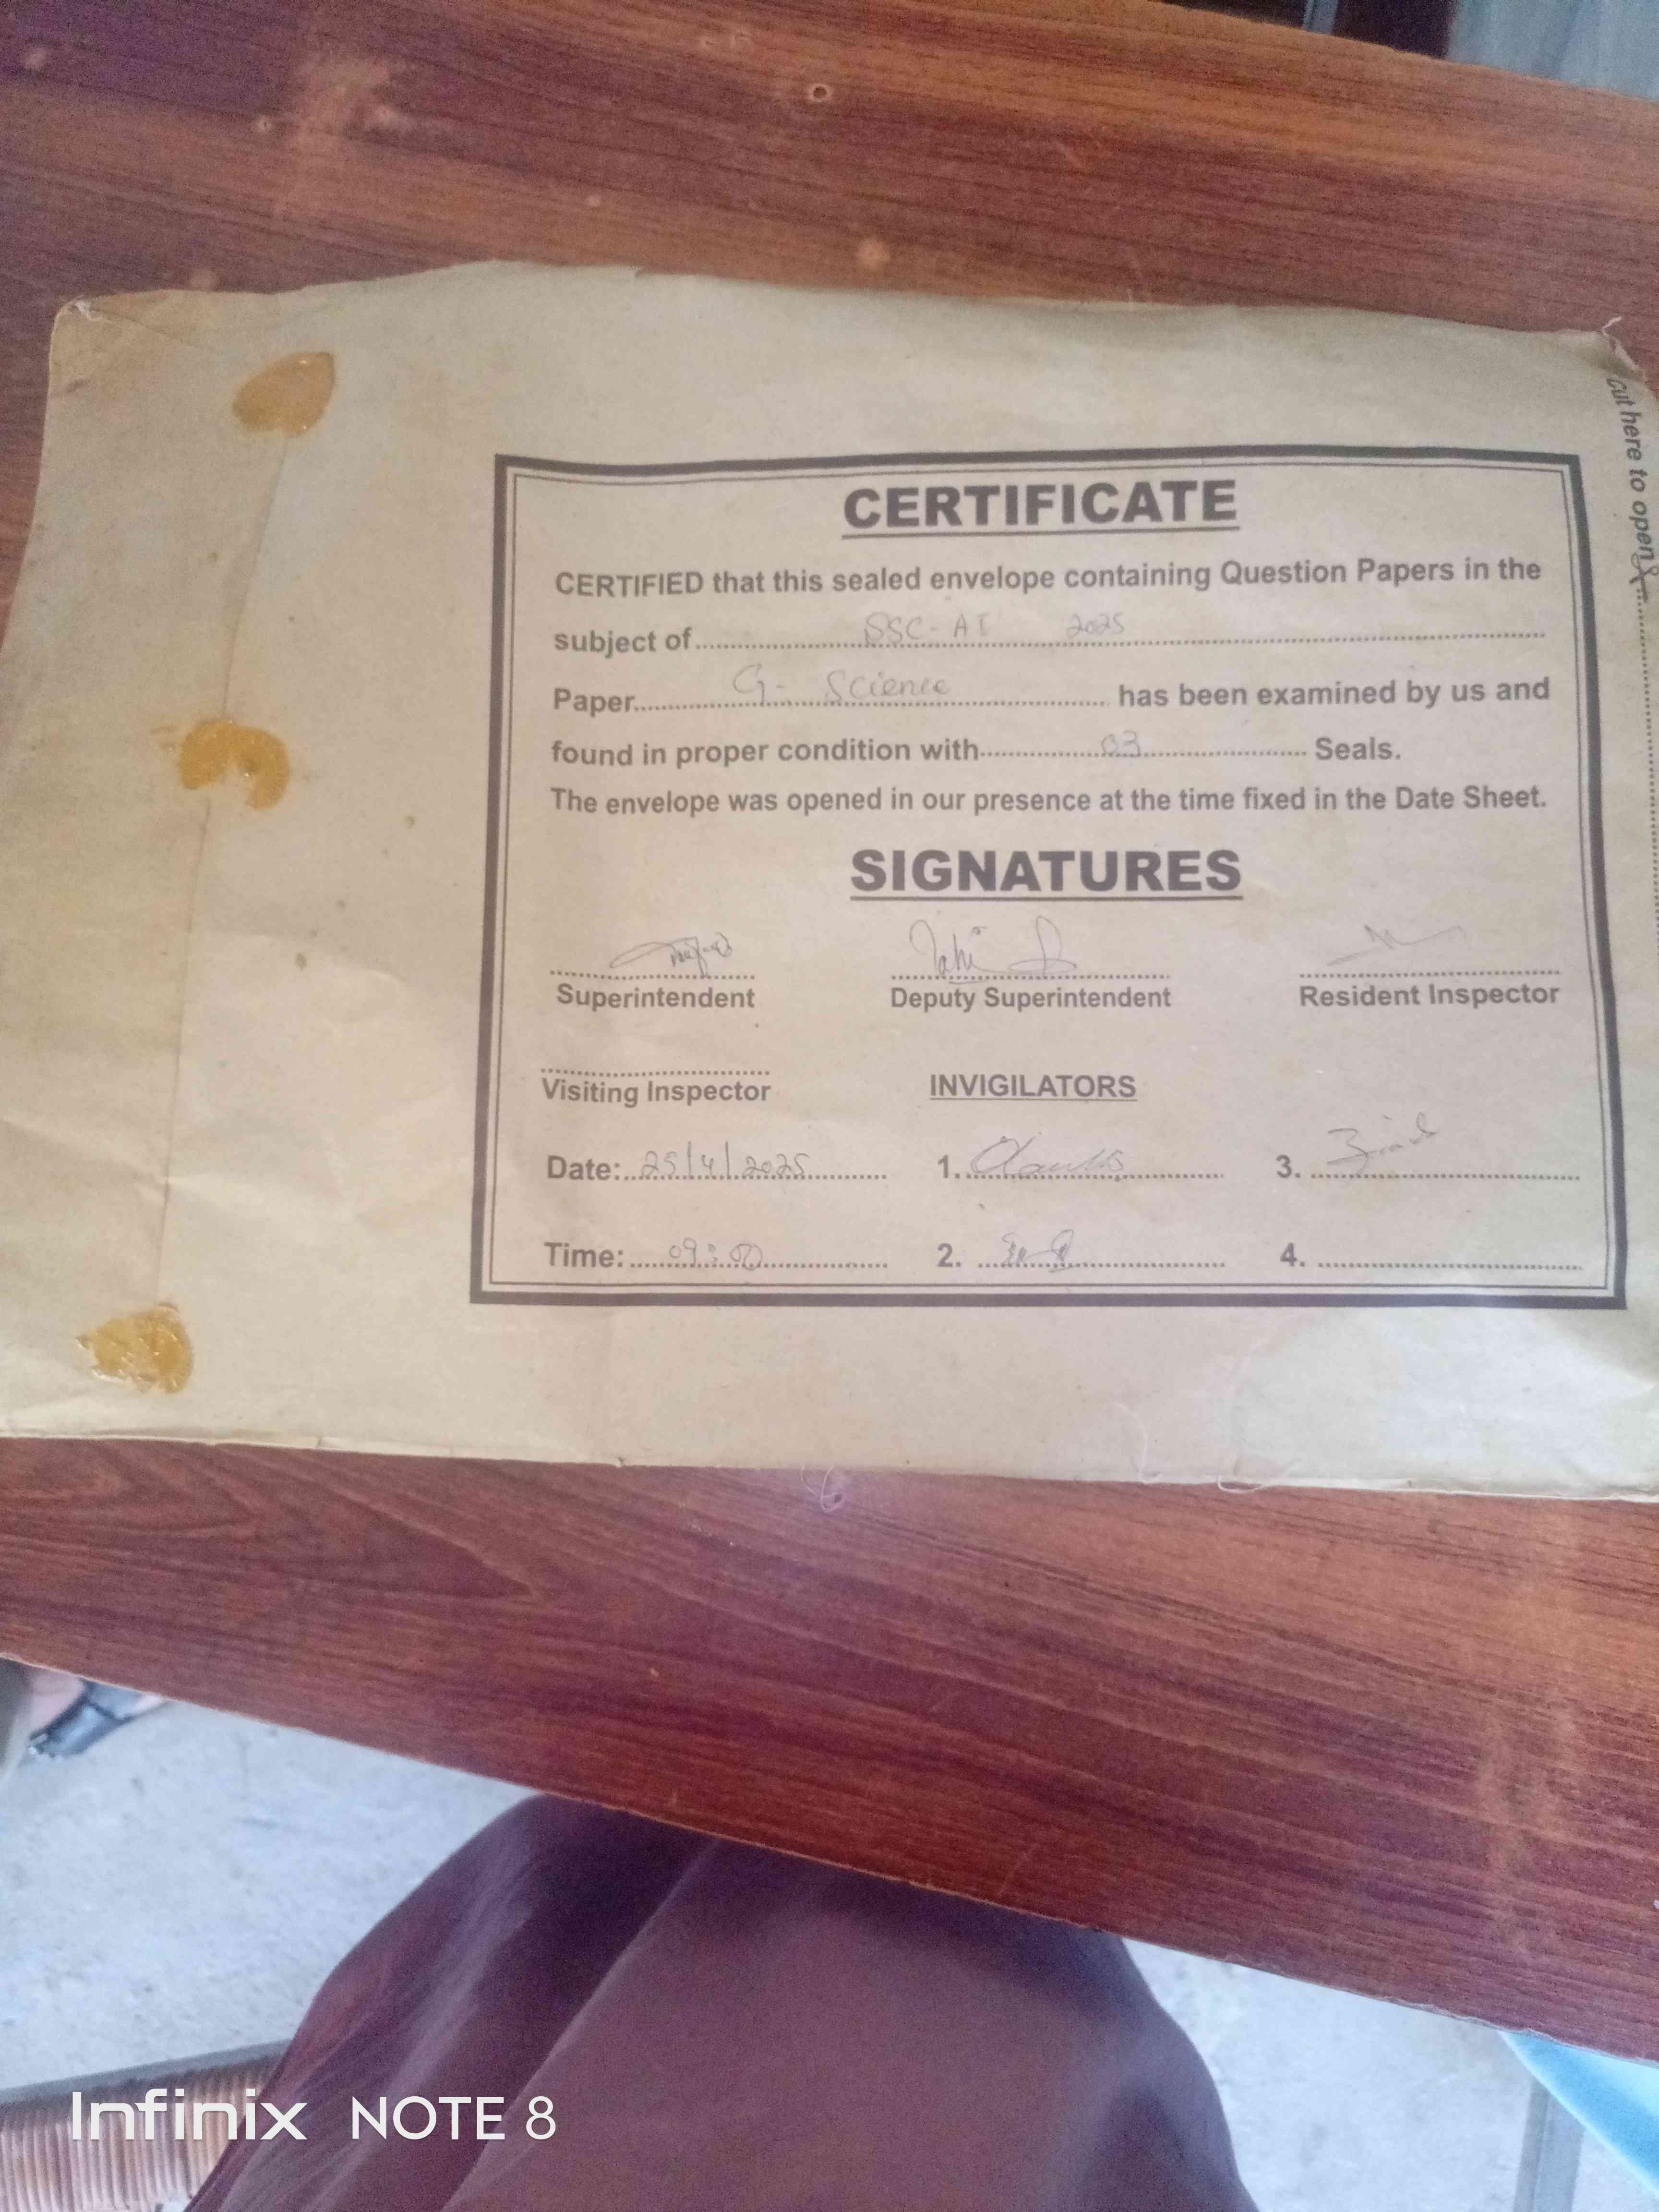 cut here to open
CERTIFICATE
CERTIFIED that this sealed envelope containing Question Papers in the
subject of SSC-AI 2025
Paper G- Science has been examined by us and
found in proper condition with 03 Seals.
The envelope was opened in our presence at the time fixed in the Date Sheet.
SIGNATURES
Superintendent Deputy Superintendent Resident Inspector
Visiting Inspector INVIGILATORS
Date: 25/4/2025 1. 3.
Time: 09:00 2. 4.
Infinix NOTE 8